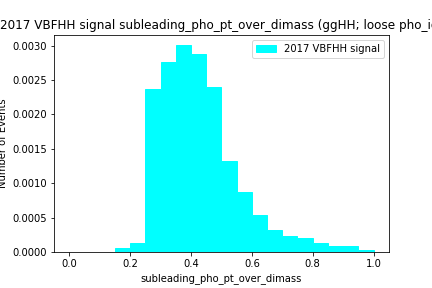 2017 VBFHH signal subleading_pho_pt_over_dimass (ggHH; loose pho_i
2017 VBFHH signal
Number of Events
0.0030
0.0025
0.0020
0.0015
0.0010
0.0005
0.0000
0.0 0.2 0.4 0.6 0.8 1.0
subleading_pho_pt_over_dimass